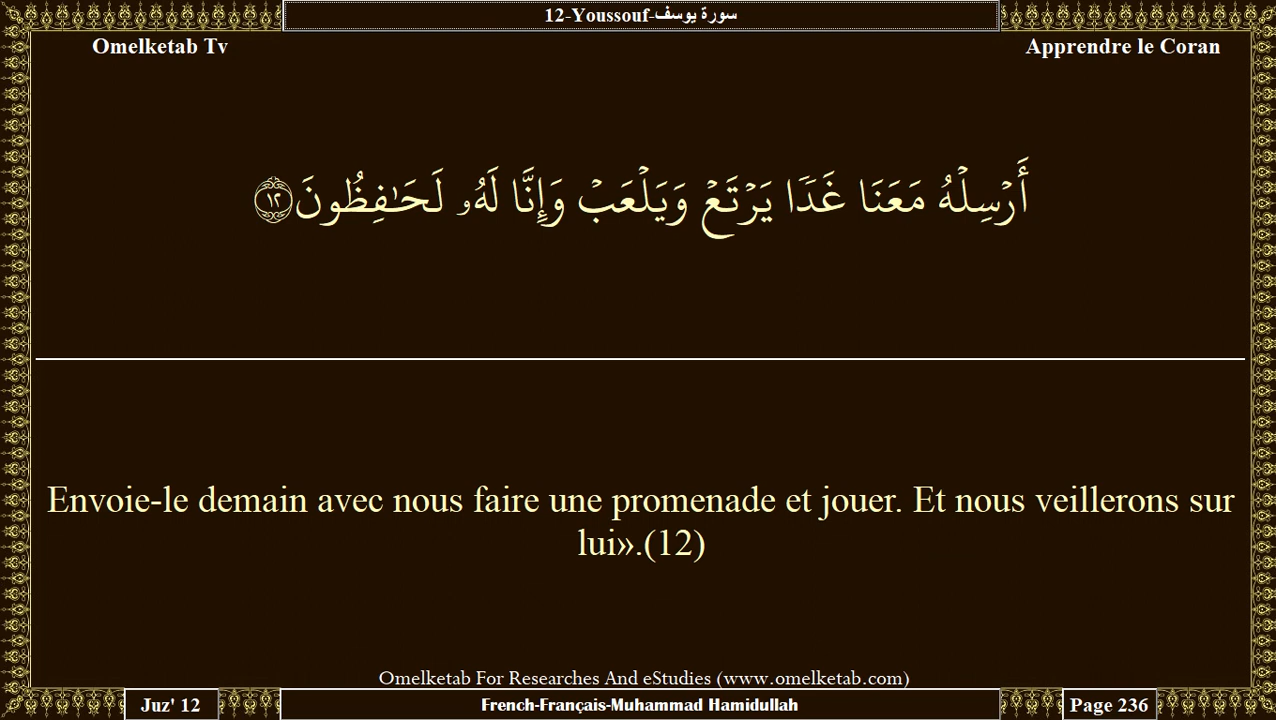 12-Youssouf-سورة يوسف
Omelketab Tv
Apprendre le Coran
أَرۡسِلۡهُ مَعَنَا غَدٗا يَرۡتَعۡ وَيَلۡعَبۡ وَإِنَّا لَهُۥ لَحَٰفِظُونَ ١٢
Envoie-le demain avec nous faire une promenade et jouer. Et nous veillerons sur
lui».(12)
Omelketab For Researches And eStudies (www.omelketab.com)
Juz' 12
French-Français-Muhammad Hamidullah
Page 236